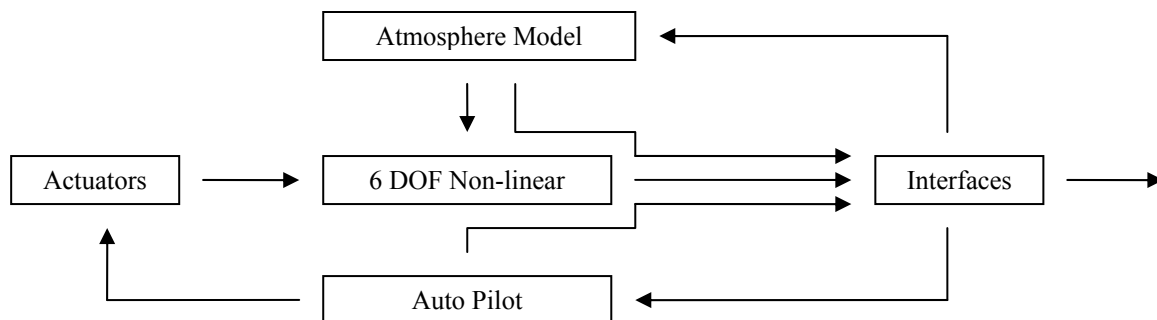 Atmosphere Model
Actuators
6 DOF Non-linear
Interfaces
Auto Pilot